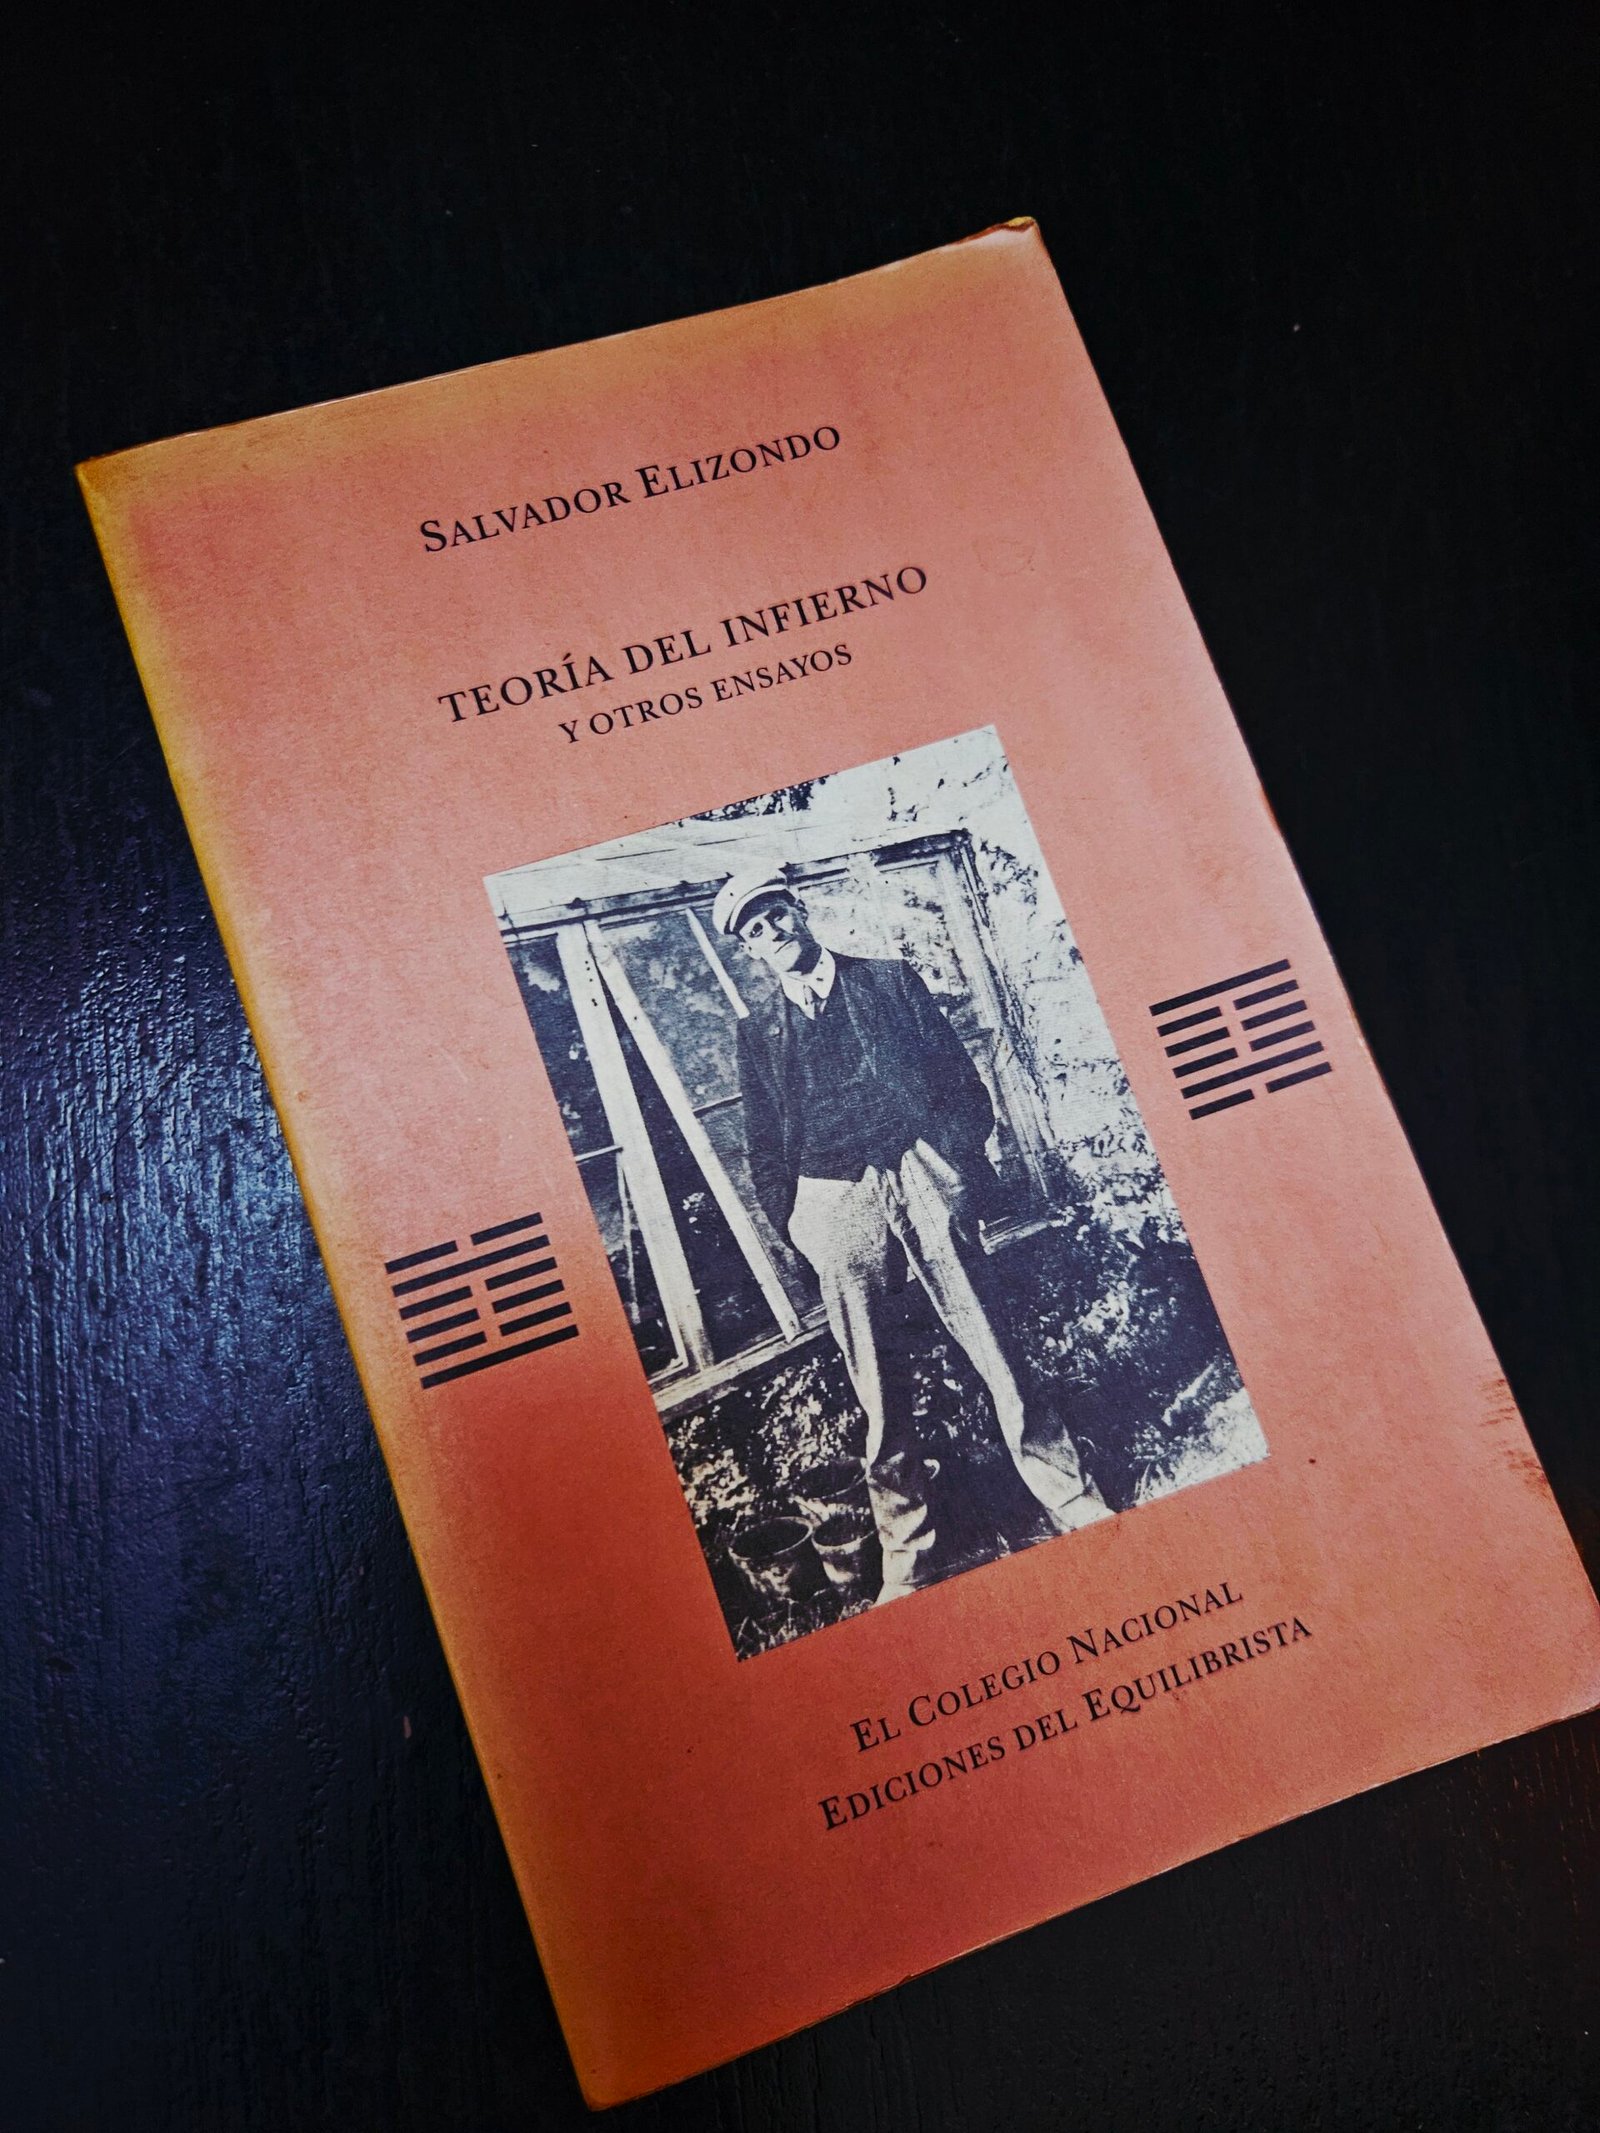 SALVADOR ELIZONDO
TEORÍA DEL INFIERNO
Y OTROS ENSAYOS
EL COLEGIO NACIONAL
EDICIONES DEL EQUILIBRISTA